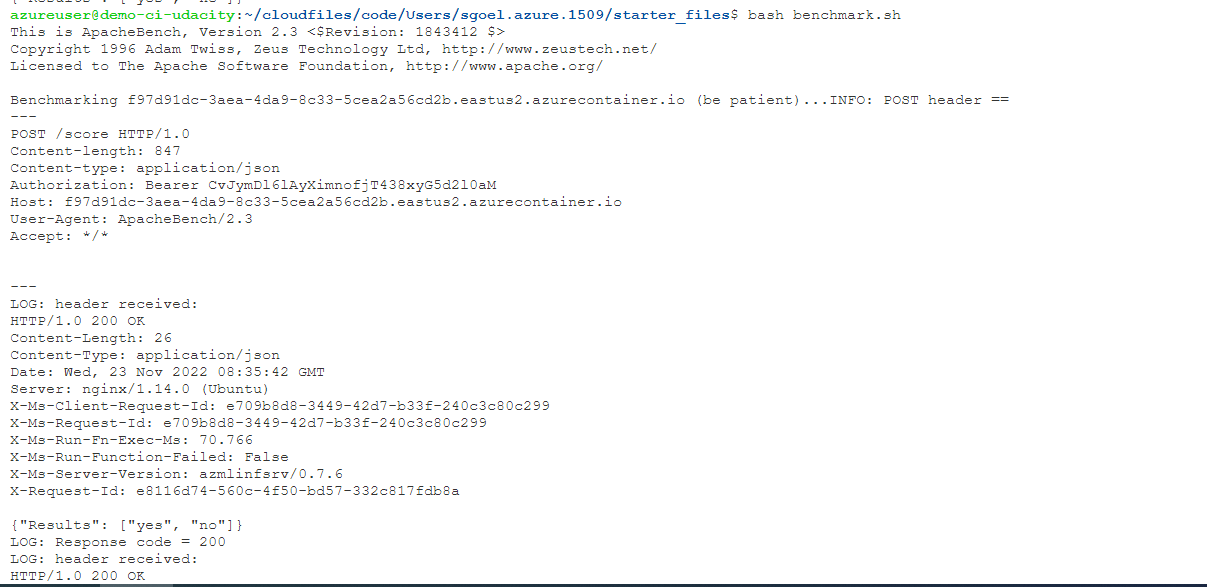 azureuser@demo-ci-udacity:~/cloudfiles/code/Users/sgoel.azure.1509/starter_files$ bash benchmark.sh
This is ApacheBench, Version 2.3 <$Revision: 1843412 $>
Copyright 1996 Adam Twiss, Zeus Technology Ltd, http://www.zeustech.net/
Licensed to The Apache Software Foundation, http://www.apache.org/

Benchmarking f97d91dc-3aea-4da9-8c33-5cea2a56cd2b.eastus2.azurecontainer.io (be patient)...INFO: POST header ==
---
POST /score HTTP/1.0
Content-length: 847
Content-type: application/json
Authorization: Bearer CvJymDl6lAyXimnofjT438xyG5d2l0aM
Host: f97d91dc-3aea-4da9-8c33-5cea2a56cd2b.eastus2.azurecontainer.io
User-Agent: ApacheBench/2.3
Accept: */*

---
LOG: header received:
HTTP/1.0 200 OK
Content-Length: 26
Content-Type: application/json
Date: Wed, 23 Nov 2022 08:35:42 GMT
Server: nginx/1.14.0 (Ubuntu)
X-Ms-Client-Request-Id: e709b8d8-3449-42d7-b33f-240c3c80c299
X-Ms-Request-Id: e709b8d8-3449-42d7-b33f-240c3c80c299
X-Ms-Run-Fn-Exec-Ms: 70.766
X-Ms-Run-Function-Failed: False
X-Ms-Server-Version: azmlinfsrv/0.7.6
X-Request-Id: e8116d74-560c-4f50-bd57-332c817fdb8a

{"Results": ["yes", "no"]}
LOG: Response code = 200
LOG: header received:
HTTP/1.0 200 OK